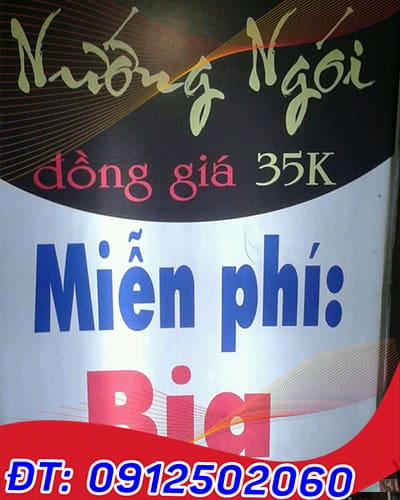 Nướng Ngói
đồng giá 35K
Miễn phí:
Bia
ĐT: 0912502060